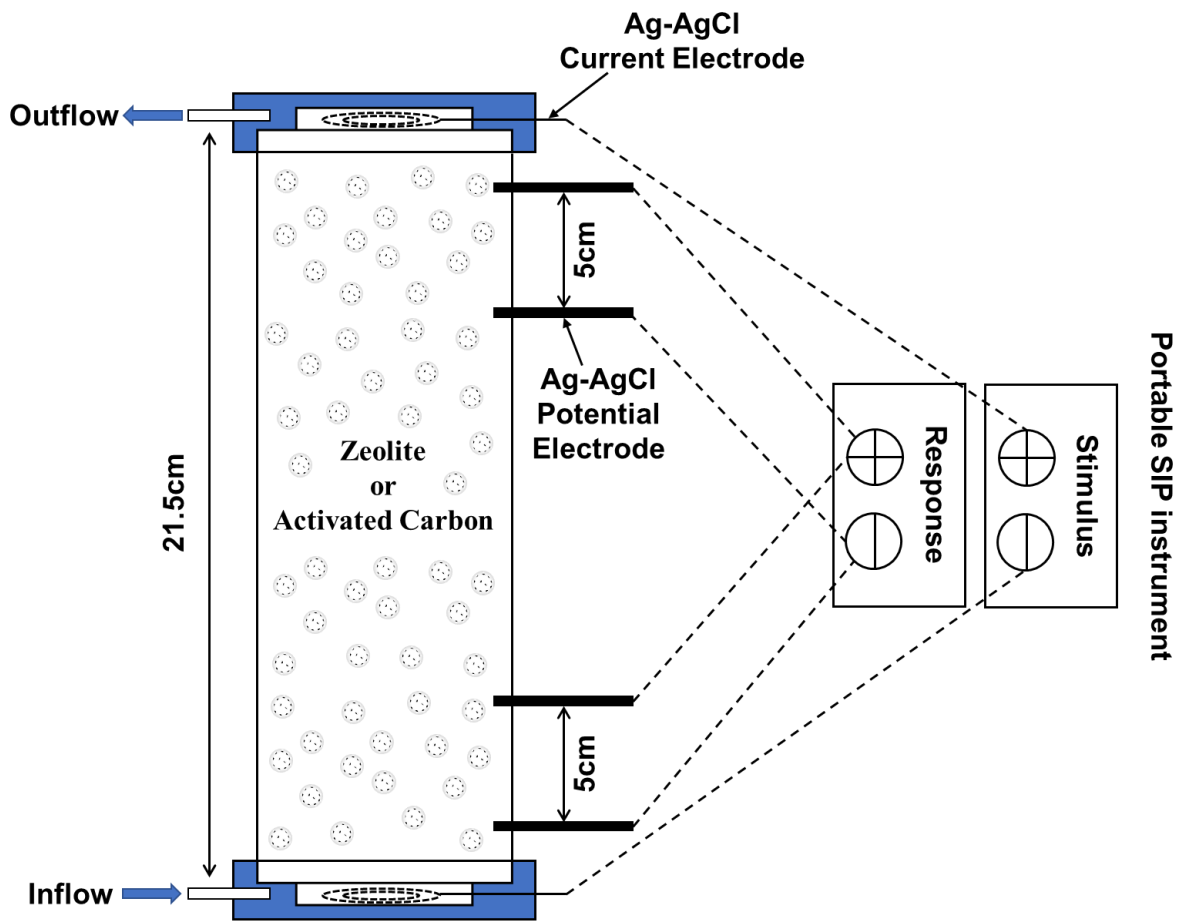 Ag-AgCl
Current Electrode
Outflow
5cm
Ag-AgCl
Potential
Electrode
Zeolite
or
Activated Carbon
21.5cm
Response
Stimulus
Portable SIP instrument
5cm
Inflow